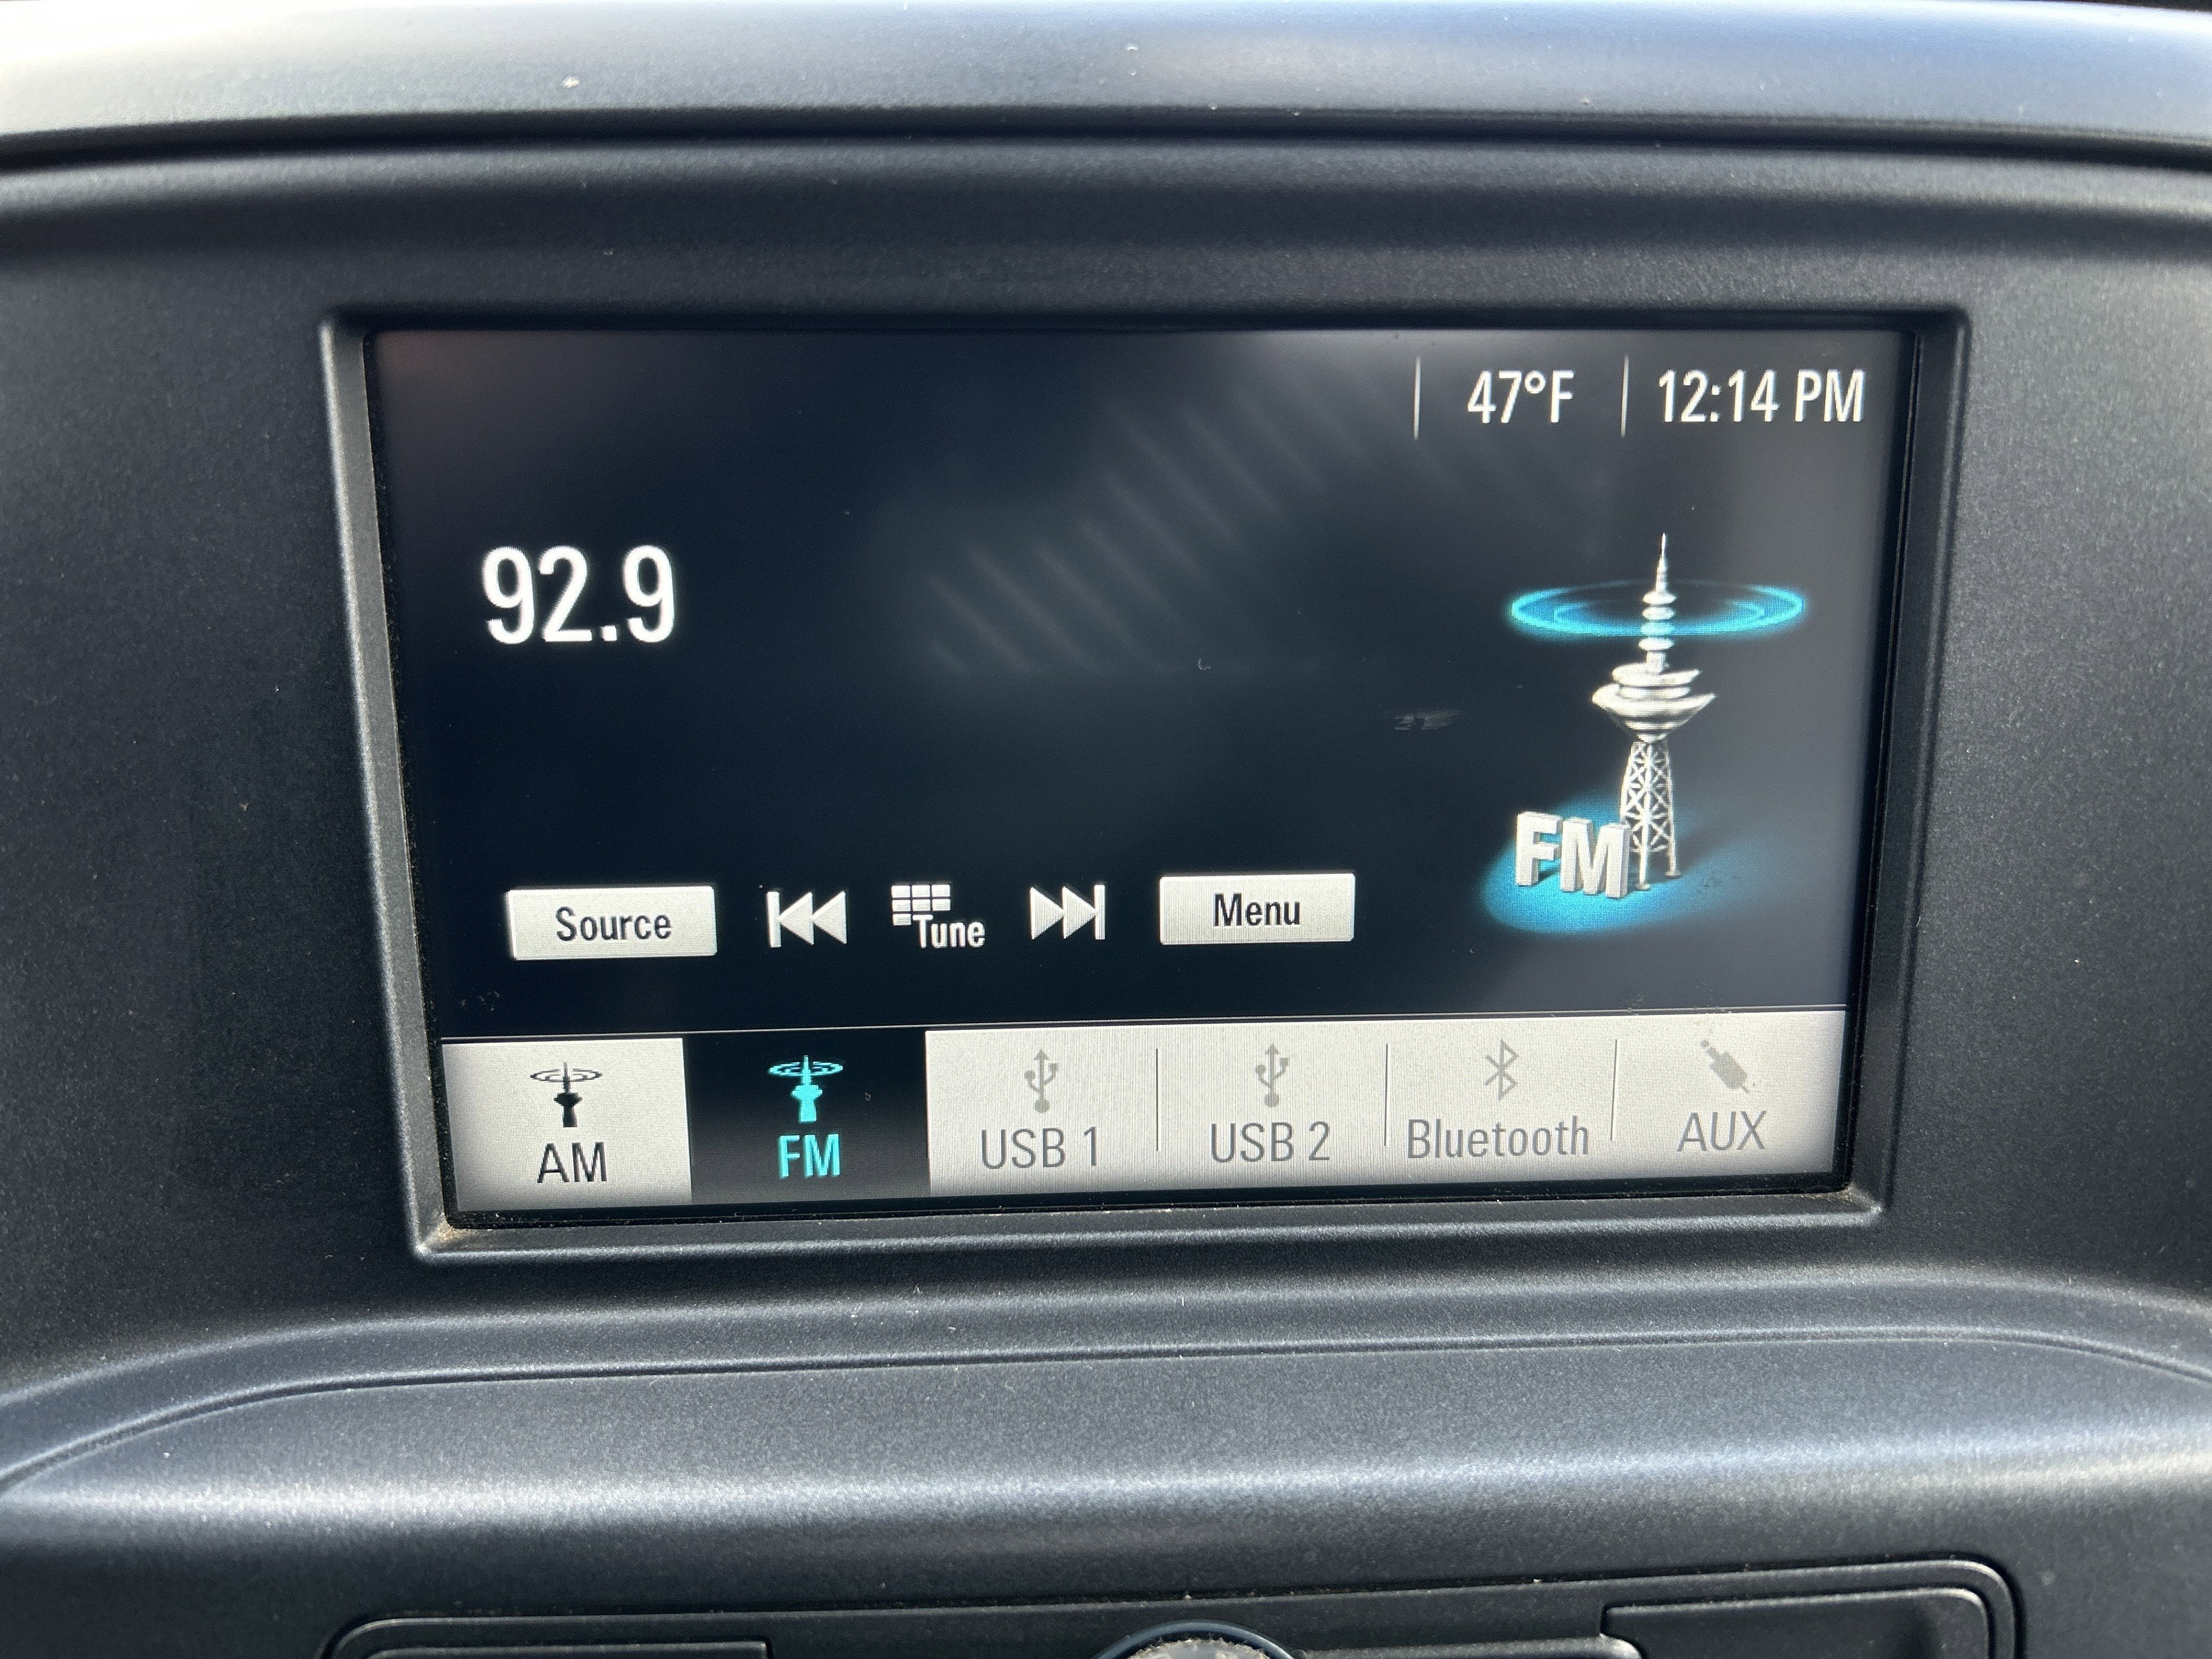 47°F 12:14 PM
92.9
FM
Source Tune Menu
AM FM USB 1 USB 2 Bluetooth AUX